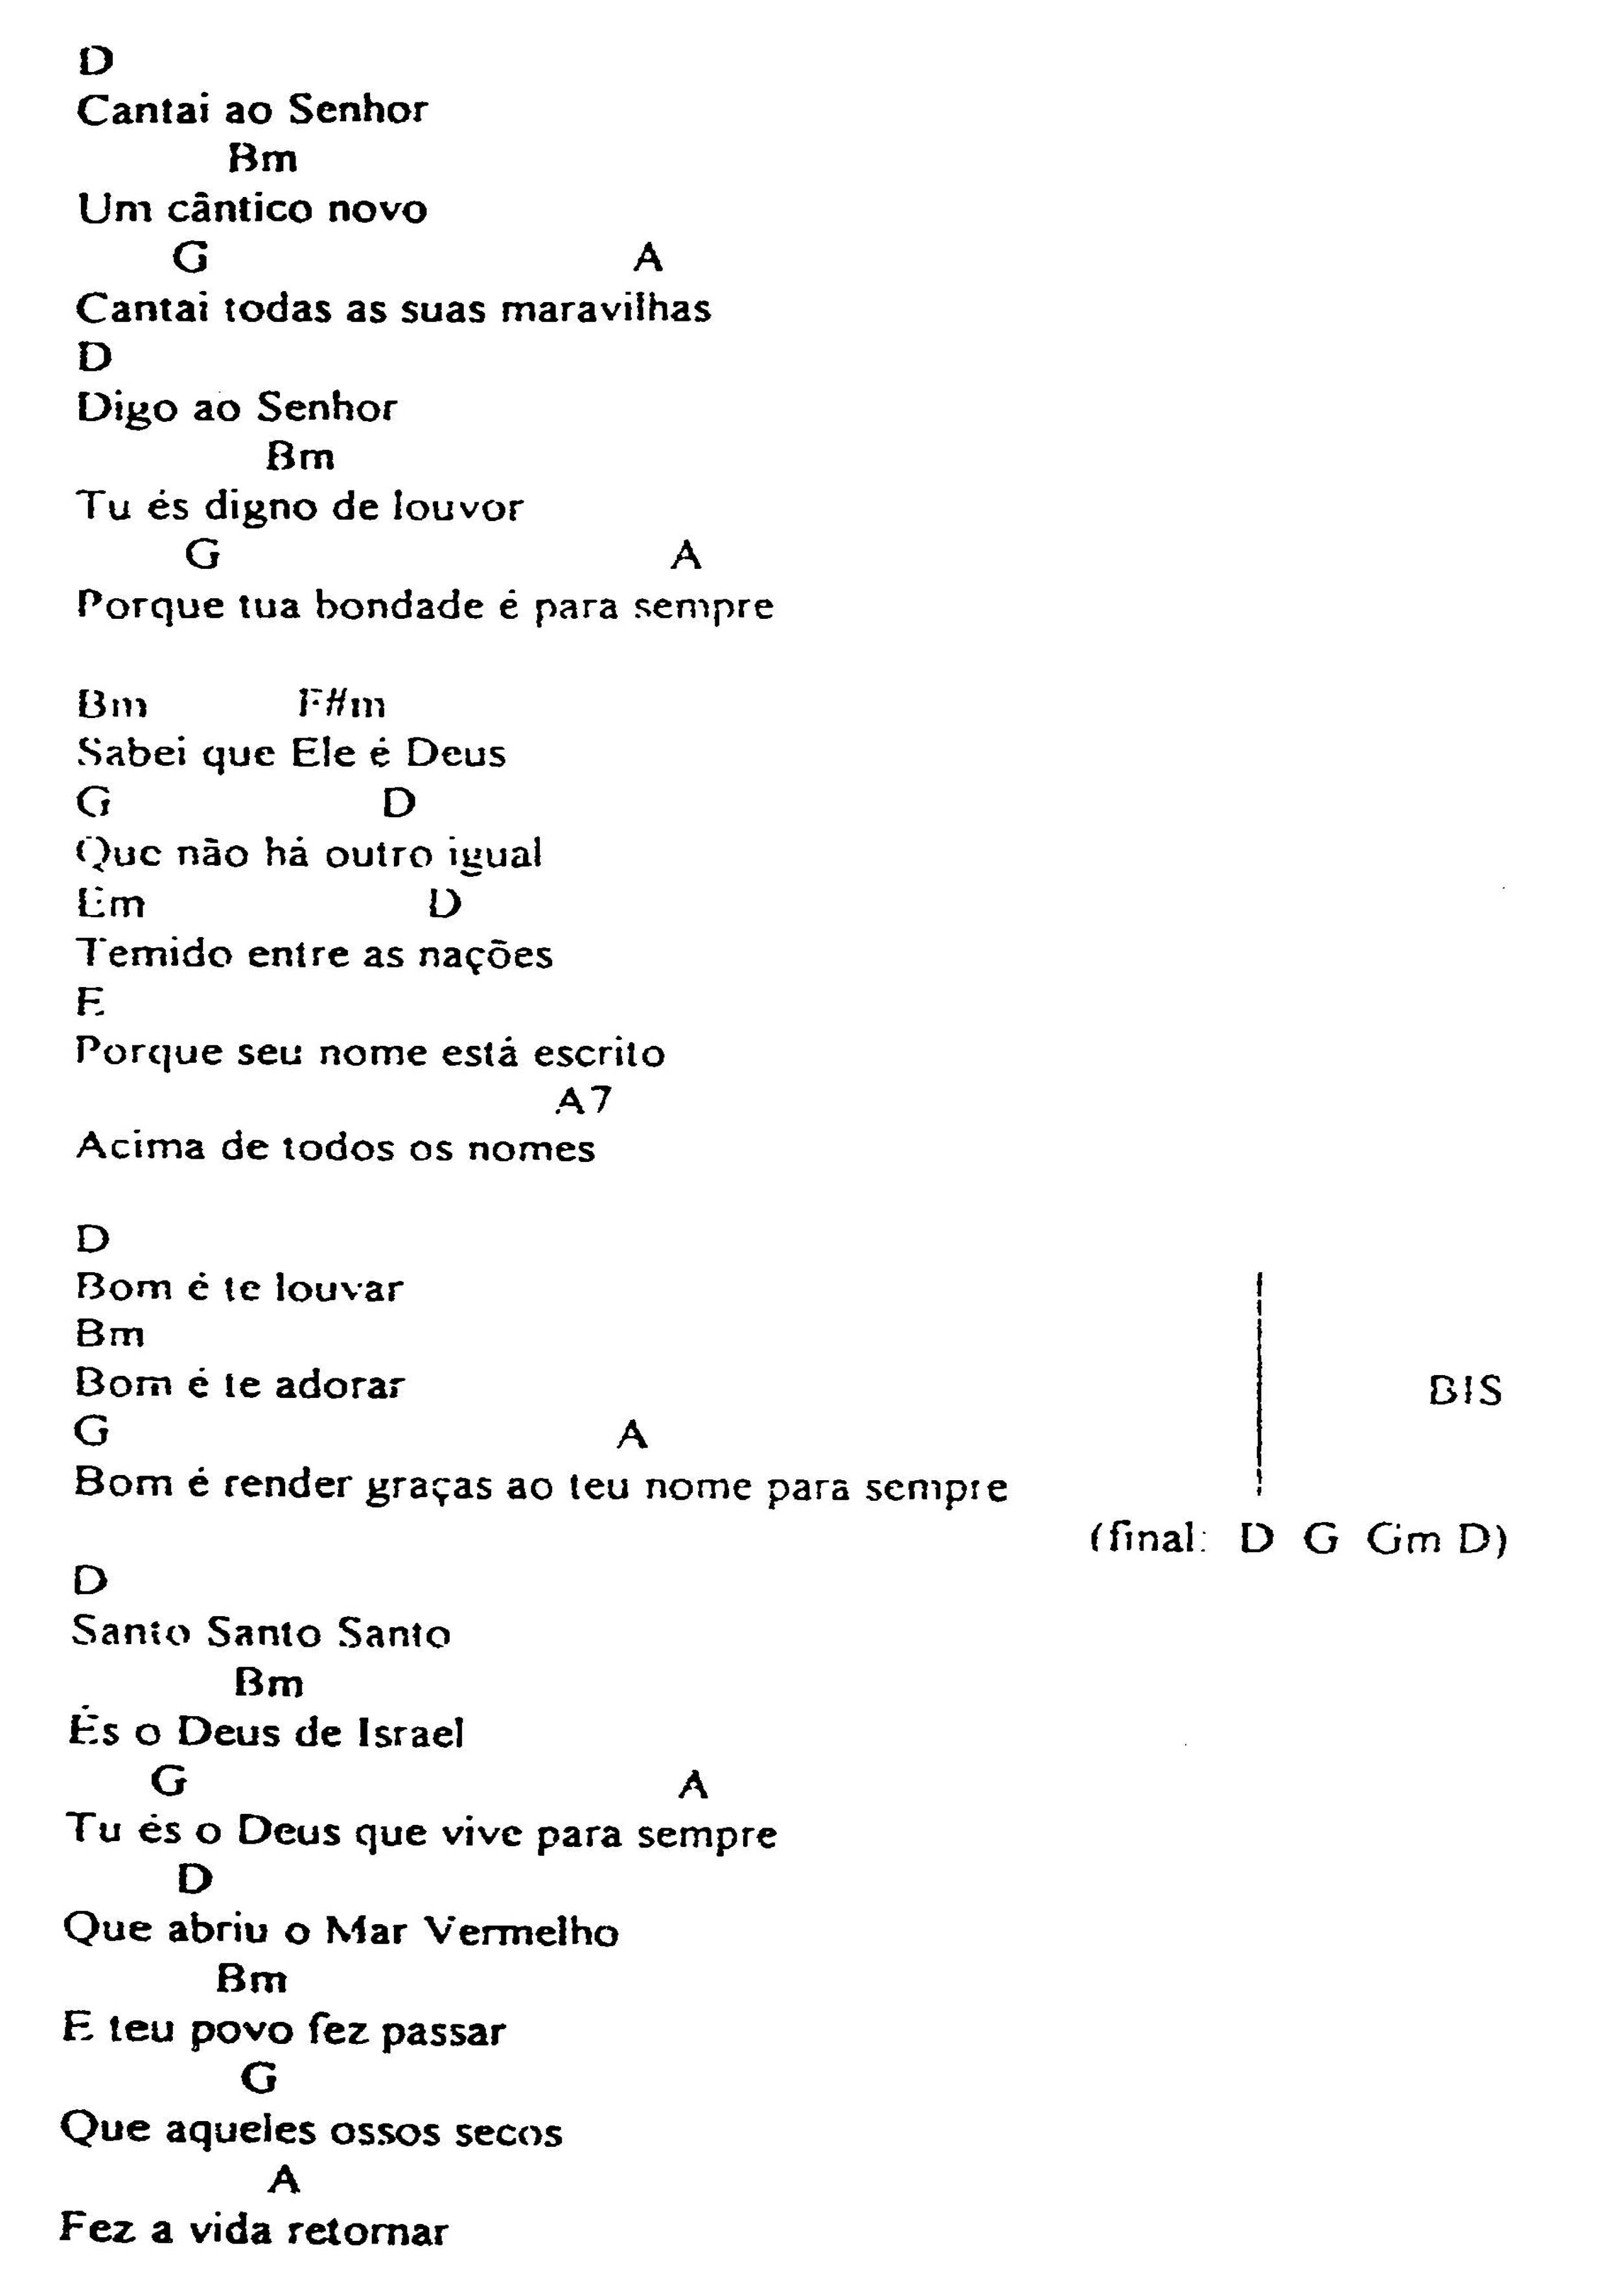 D
Cantai ao Senhor
Bm
Um cântico novo
G A
Cantai todas as suas maravilhas
D
Digo ao Senhor
Bm
Tu és digno de louvor
G A
Porque tua bondade é para sempre
Bm F#m
Sabei que Ele é Deus
G D
Que não há outro igual
Em D
Temido entre as nações
E
Porque seu nome está escrito
A7
Acima de todos os nomes
D
Bom é te louvar
Bm
Bom é te adorar BIS
G A
Bom é render graças ao teu nome para sempre
(final: D G Gm D)
D
Santo Santo Santo
Bm
És o Deus de Israel
G A
Tu és o Deus que vive para sempre
D
Que abriu o Mar Vermelho
Bm
E teu povo fez passar
G
Que aqueles ossos secos
A
Fez a vida retornar